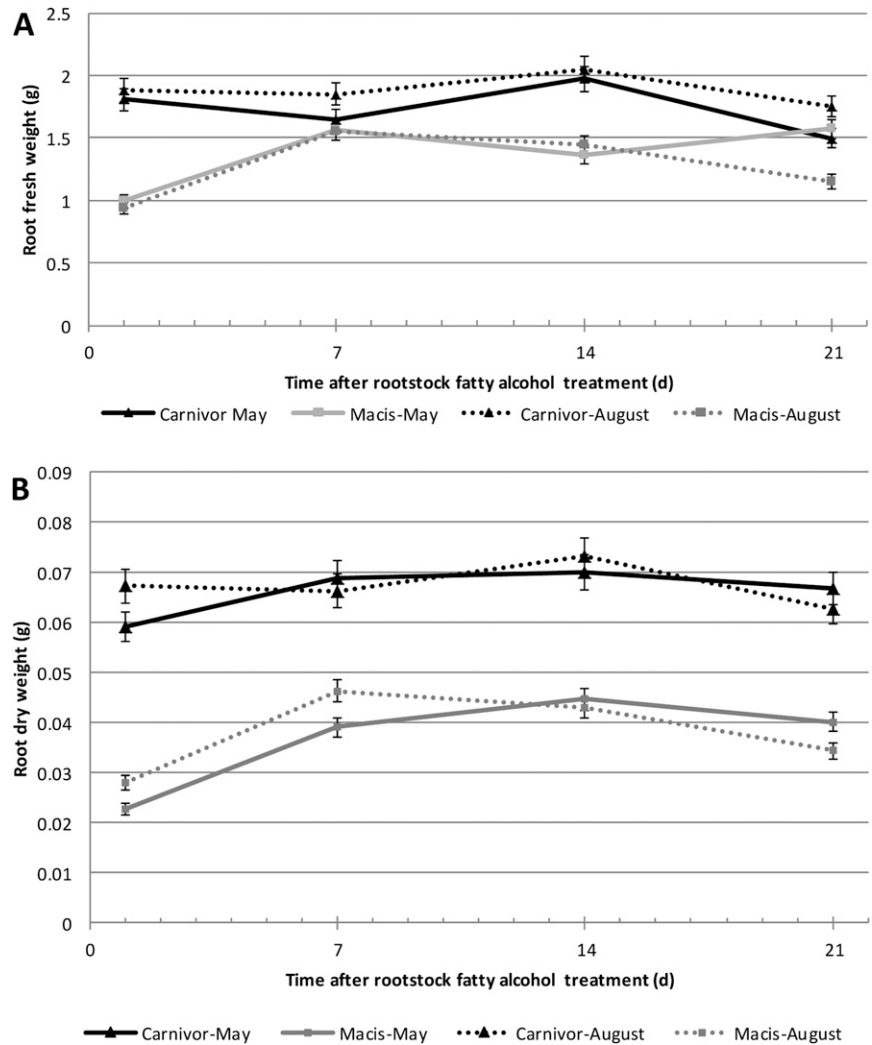 A
2.5
2
1.5
1
0.5
0
Root fresh weight (g)
0 7 14 21
Time after rootstock fatty alcohol treatment (d)
Carnivor May Macis-May Carnivor-August Macis-August
B
0.09
0.08
0.07
0.06
0.05
0.04
0.03
0.02
0.01
0
Root dry weight (g)
0 7 14 21
Time after rootstock fatty alcohol treatment (d)
Carnivor-May Macis-May Carnivor-August Macis-August